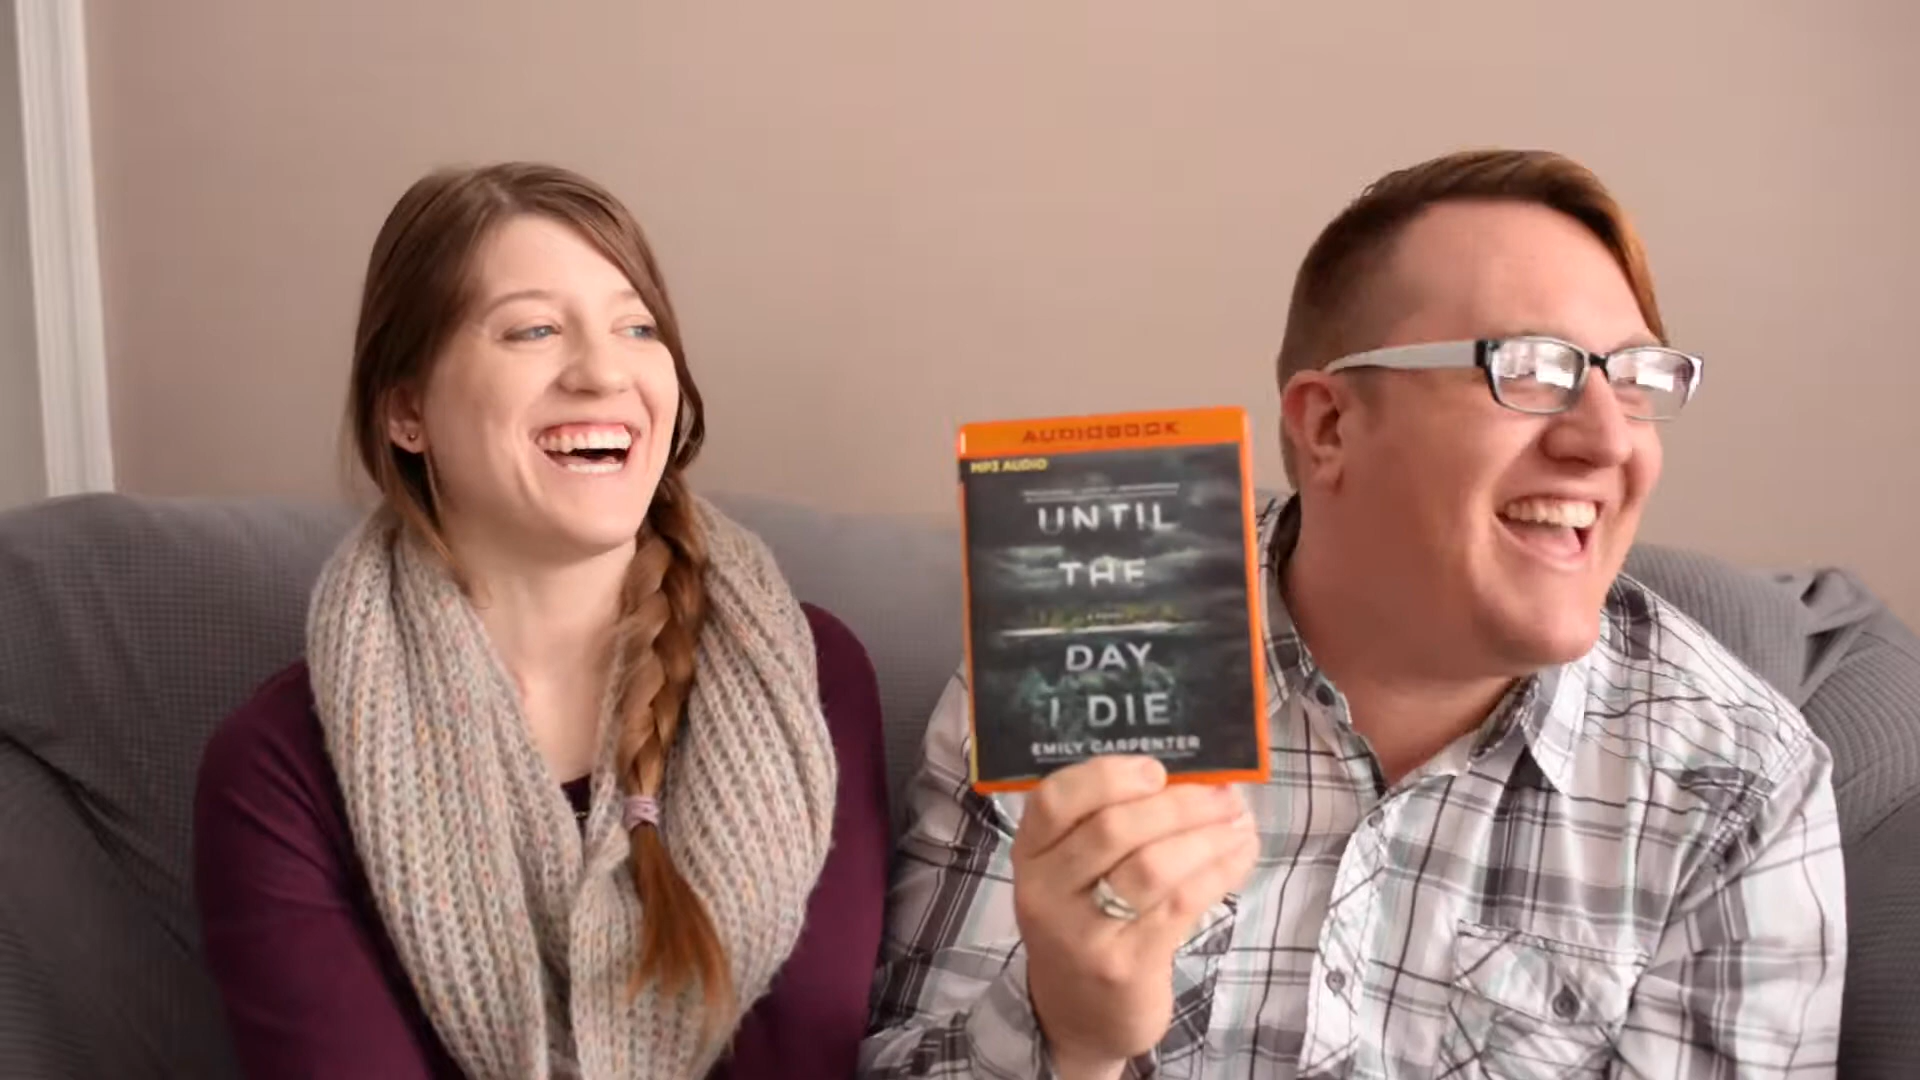 AUDIOBOOK
MP3 AUDIO
UNTIL
THE
DAY
I DIE
EMILY CARPENTER